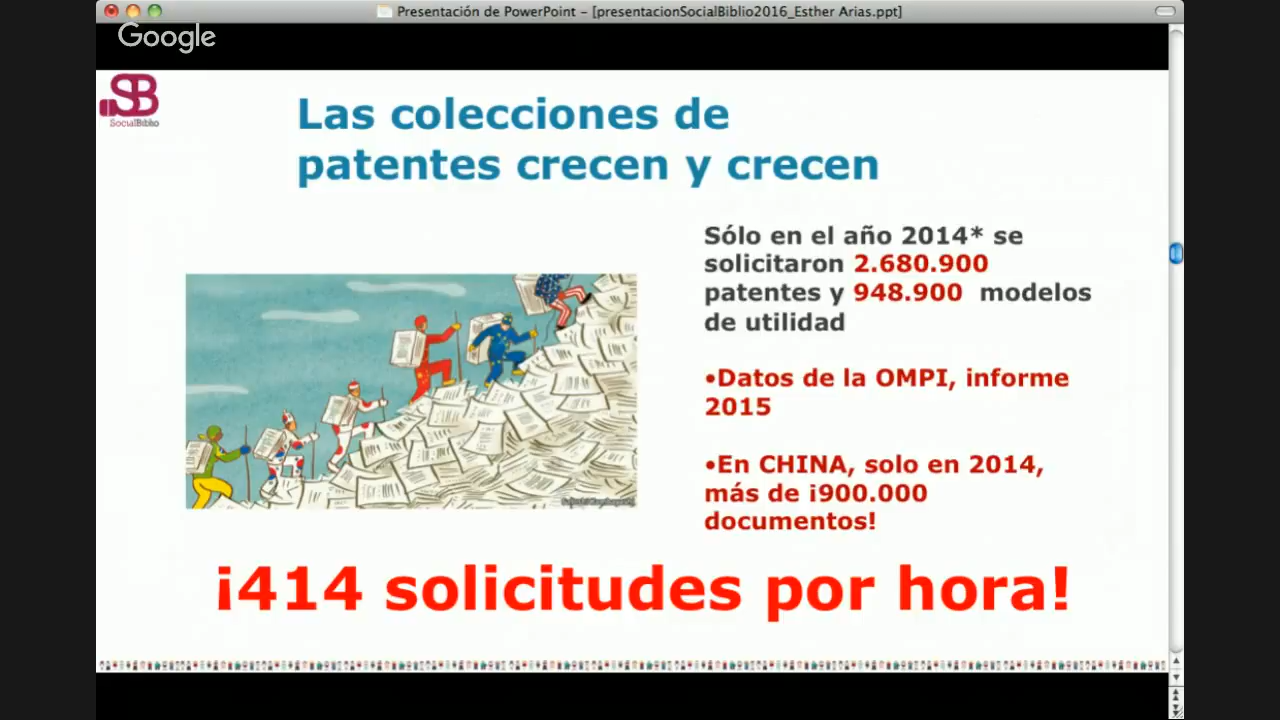 Presentación de PowerPoint – [presentacionSocialBiblio2016_Esther Arias.ppt]
Google
SB
SocialBiblio
Las colecciones de
patentes crecen y crecen
Sólo en el año 2014* se
solicitaron 2.680.900
patentes y 948.900 modelos
de utilidad
•Datos de la OMPI, informe
2015
•En CHINA, solo en 2014,
más de ¡900.000
documentos!
¡414 solicitudes por hora!